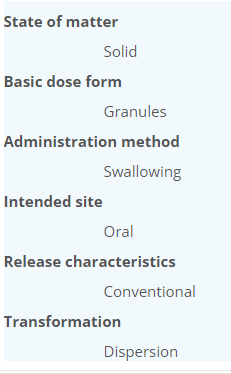 State of matter
Solid
Basic dose form
Granules
Administration method
Swallowing
Intended site
Oral
Release characteristics
Conventional
Transformation
Dispersion